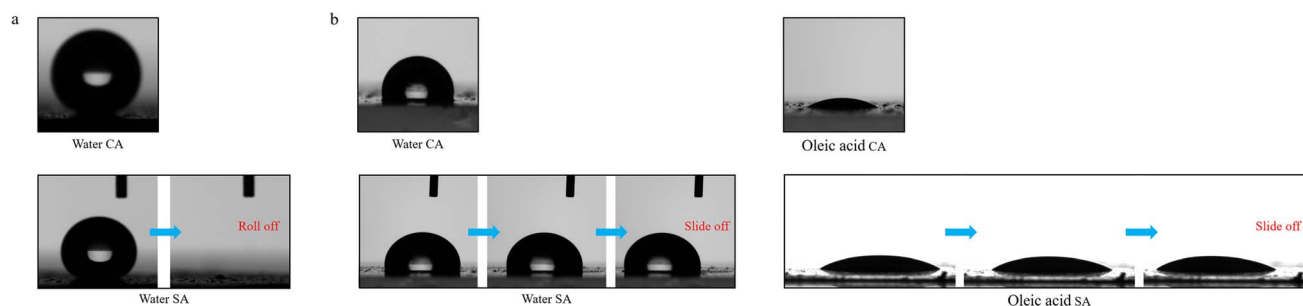 a
b
Water CA
Water CA
Oleic acid CA
Roll off
Slide off
Slide off
Water SA
Water SA
Oleic acid SA